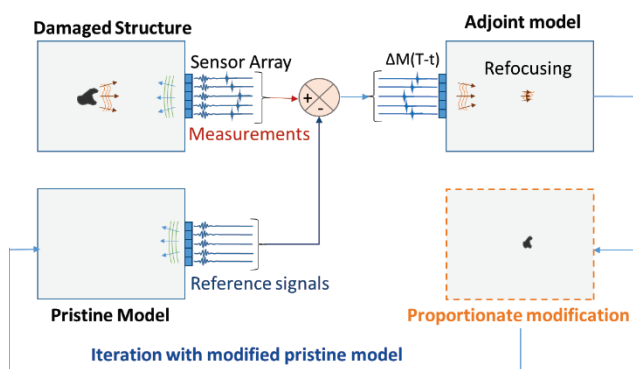 Damaged Structure
Adjoint model
Sensor Array
ΔM(T-t)
Refocusing
+
-
Measurements
Reference signals
Pristine Model
Proportionate modification
Iteration with modified pristine model